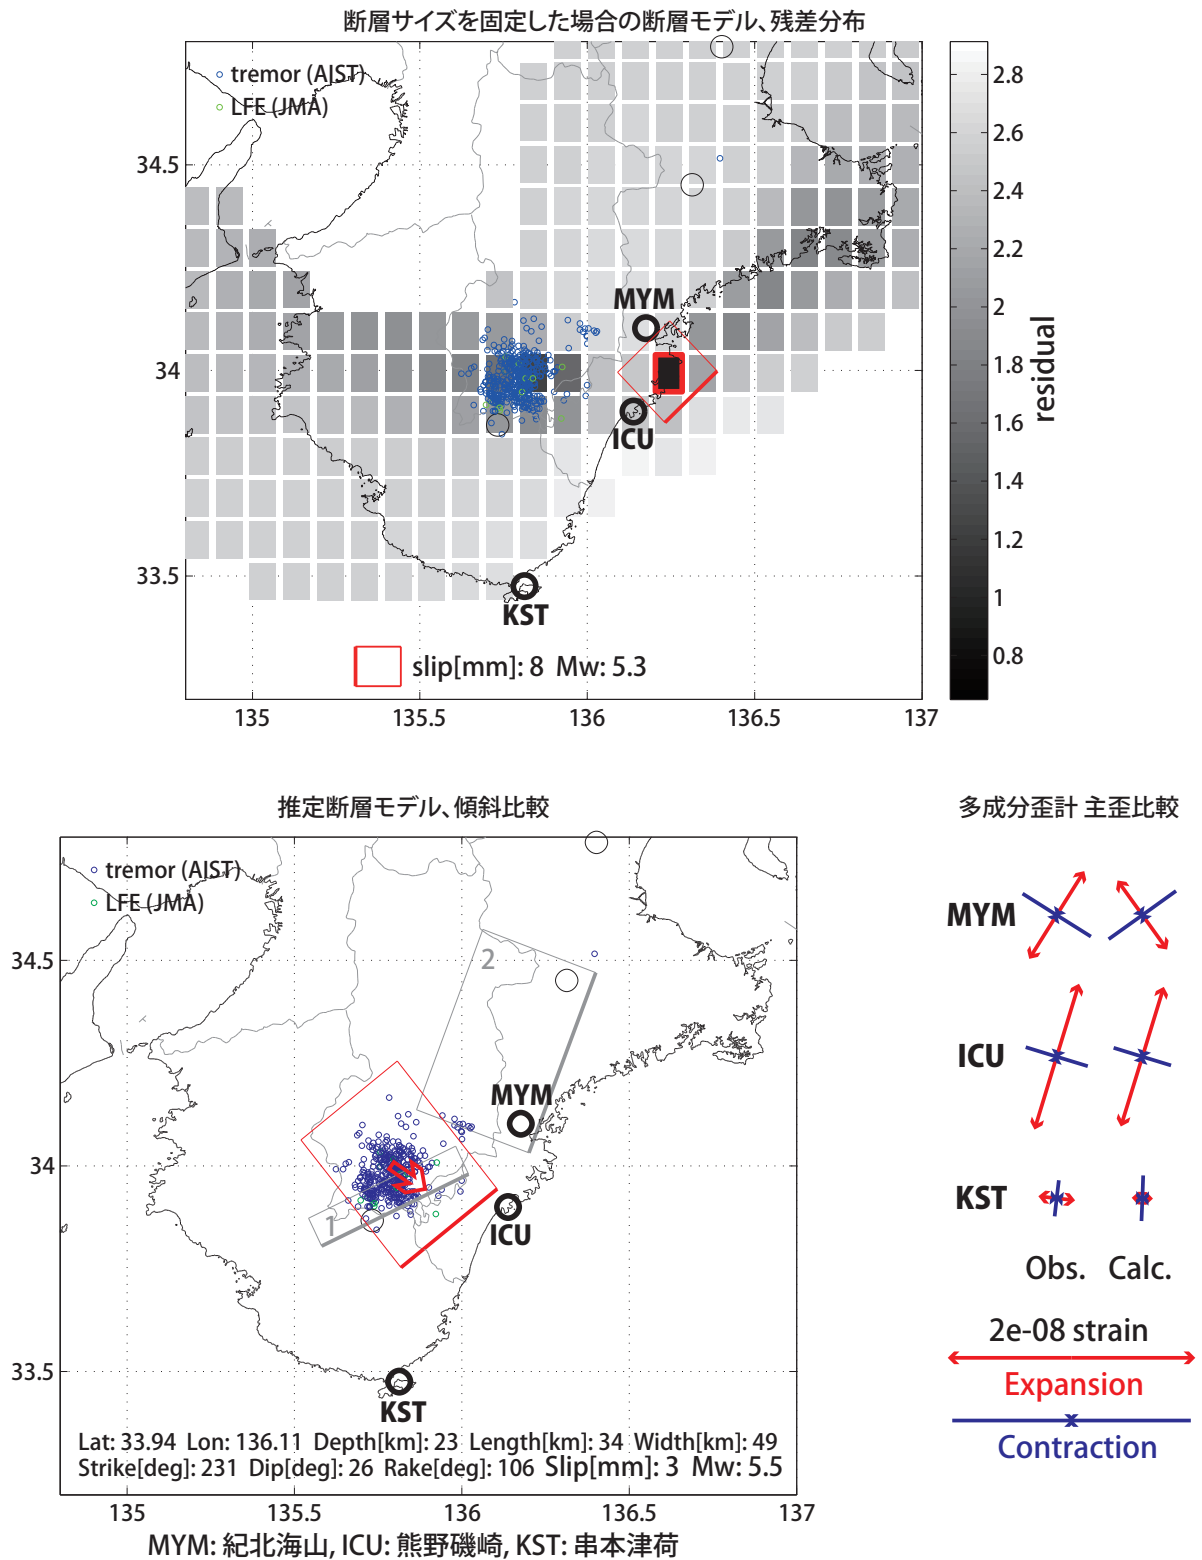 断層サイズを固定した場合の断層モデル、残差分布
tremor (AIST)
LFE (JMA)
34.5
34
33.5
MYM
ICU
KST
slip[mm]: 8 Mw: 5.3
135
135.5
136
136.5
137
2.8
2.6
2.4
2.2
2
1.8
1.6
1.4
1.2
1
0.8
residual
推定断層モデル、傾斜比較
tremor (AIST)
LFE (JMA)
34.5
34
33.5
2
1
MYM
ICU
KST
Lat: 33.94 Lon: 136.11 Depth[km]: 23 Length[km]: 34 Width[km]: 49
Strike[deg]: 231 Dip[deg]: 26 Rake[deg]: 106 Slip[mm]: 3 Mw: 5.5
135
135.5
136
136.5
137
MYM: 紀北海山, ICU: 熊野磯崎, KST: 串本津荷
多成分歪計 主歪比較
MYM
ICU
KST
Obs. Calc.
2e-08 strain
Expansion
Contraction